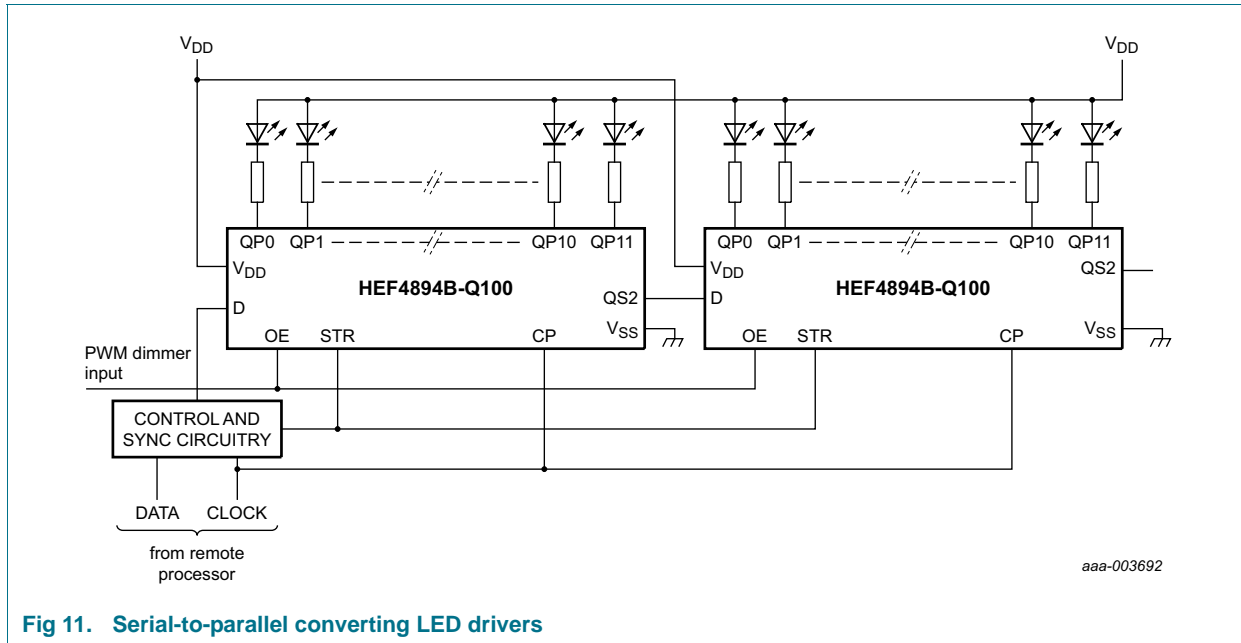 VDD VDD
QP0 QP1 QP10 QP11 QP0 QP1 QP10 QP11
VDD VDD QS2
HEF4894B-Q100 HEF4894B-Q100
D QS2 D
VSS VSS
OE STR CP OE STR CP
PWM dimmer
input
CONTROL AND
SYNC CIRCUITRY
DATA CLOCK
from remote
processor
aaa-003692
Fig 11. Serial-to-parallel converting LED drivers